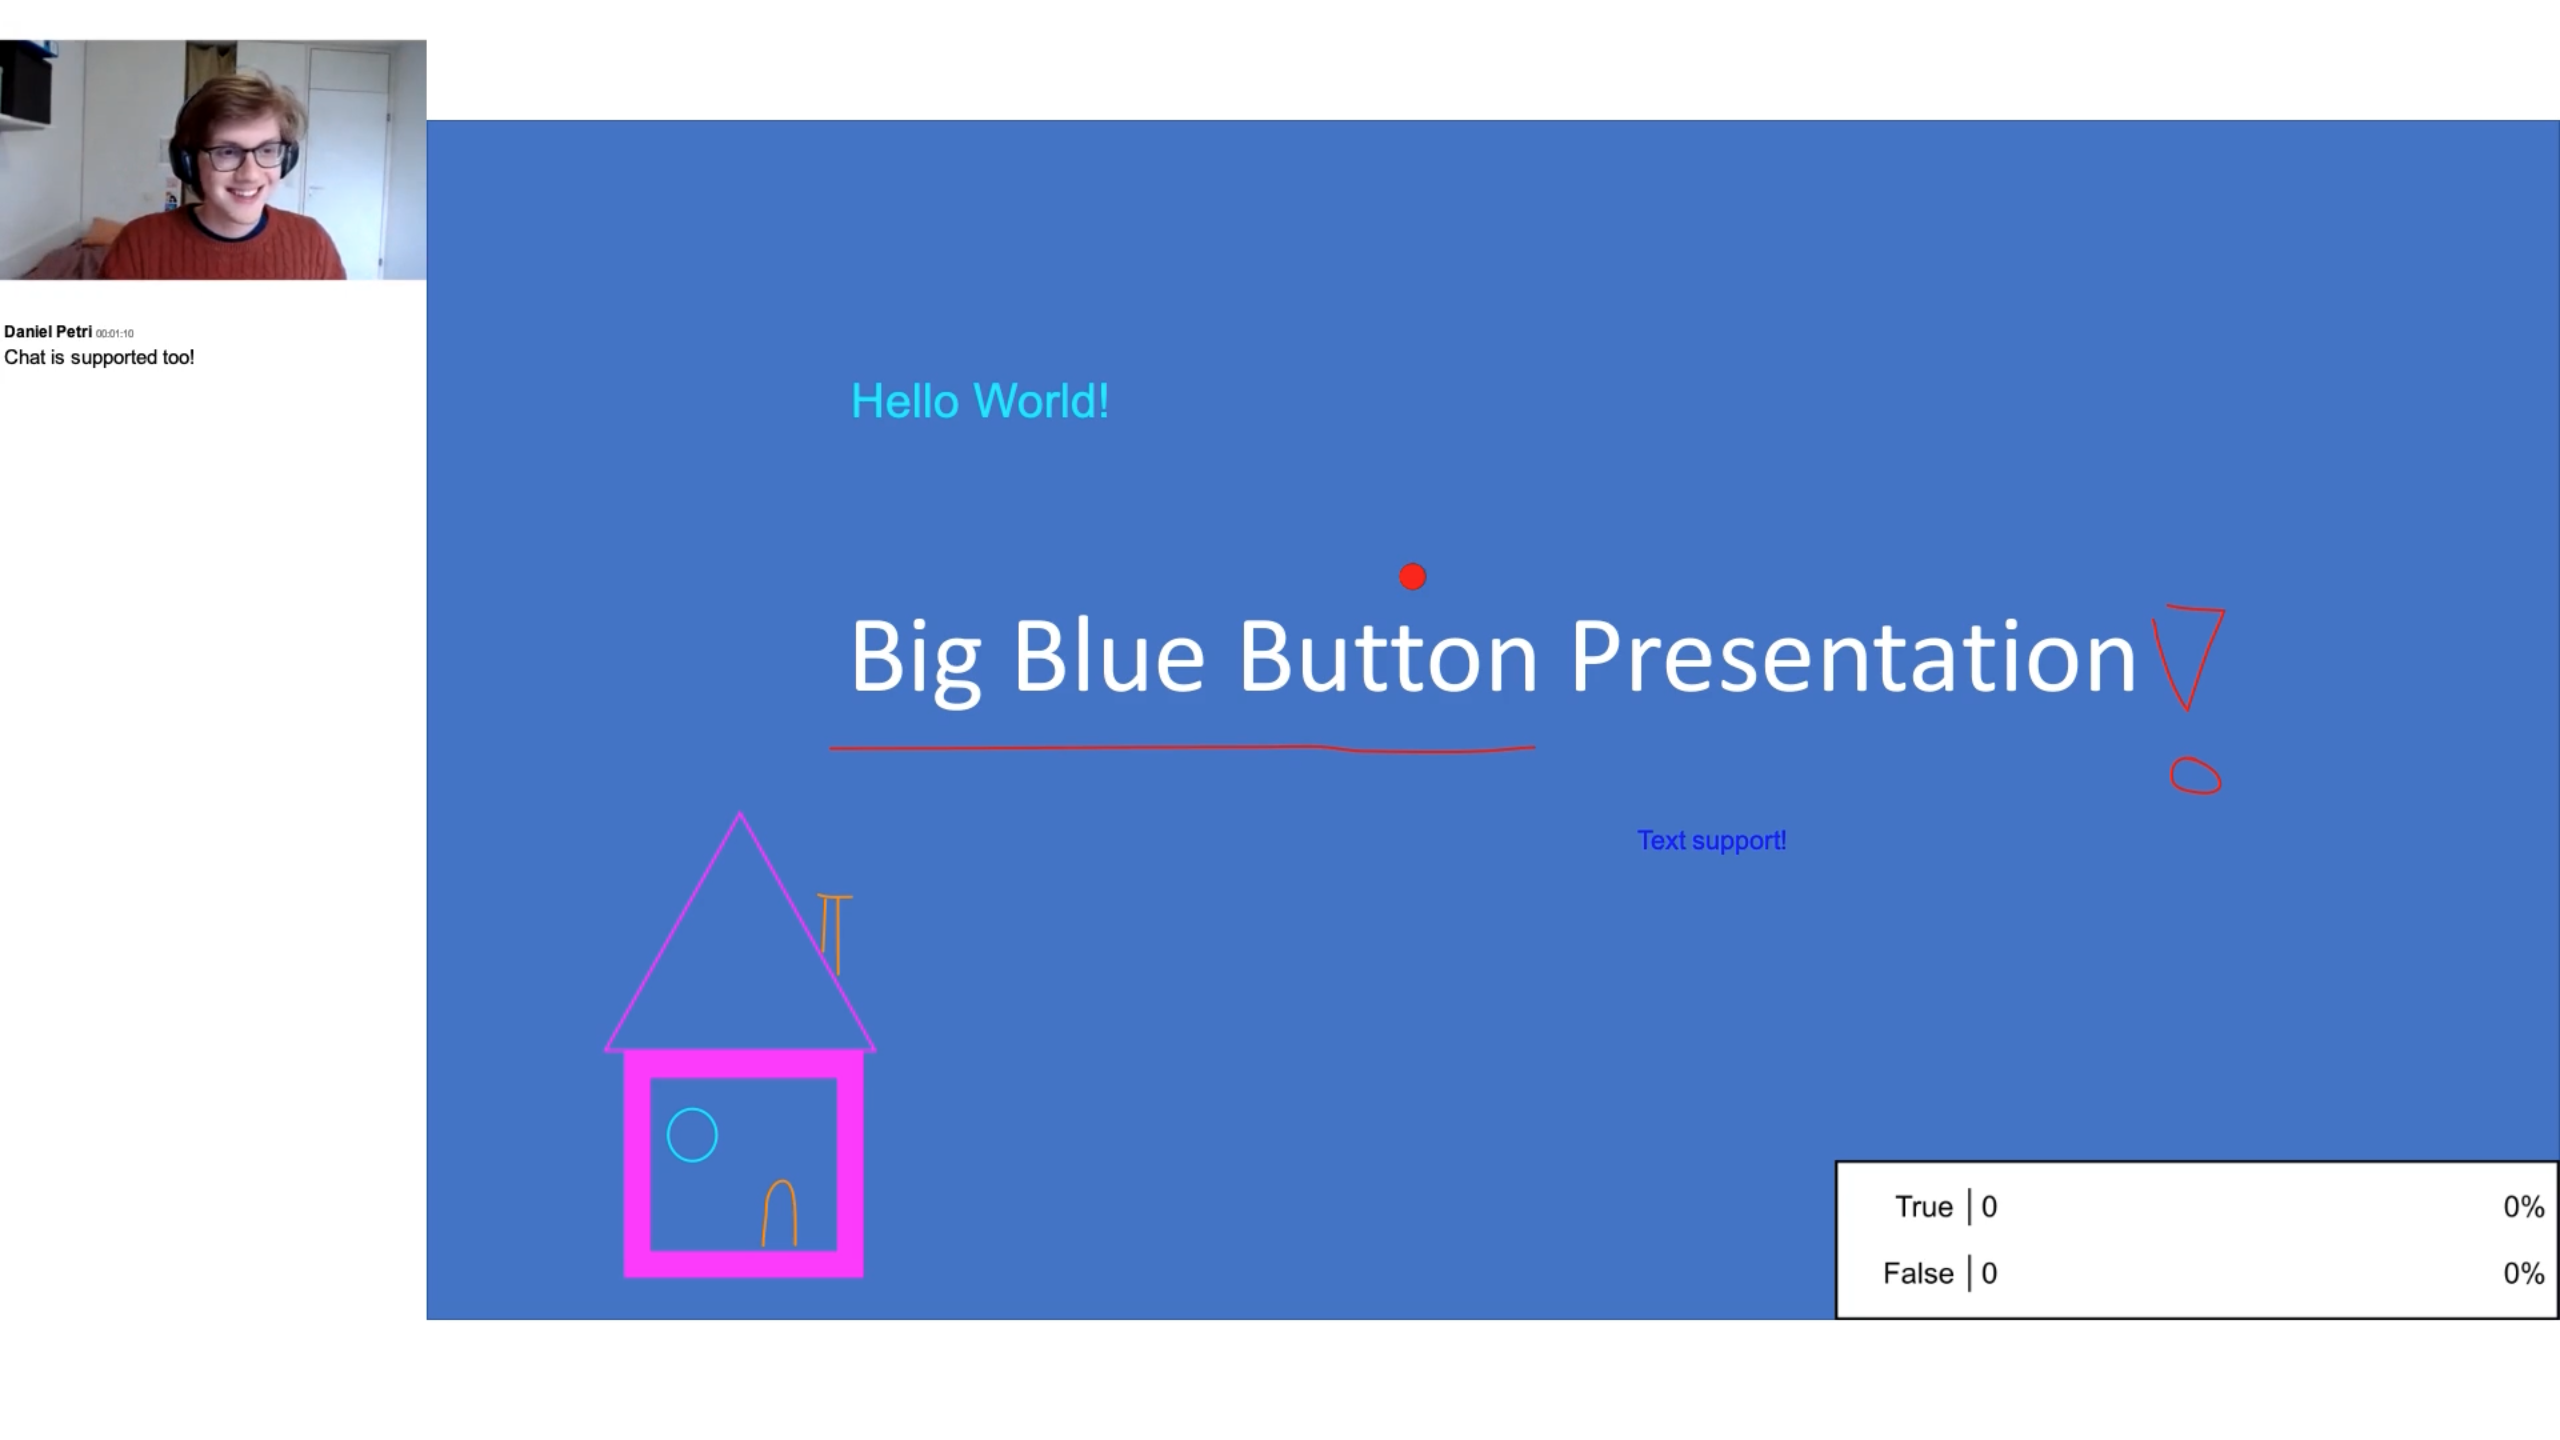 Daniel Petri 00:01:10
Chat is supported too!
Hello World!
Big Blue Button Presentation!
Text support!
True | 0 0%
False | 0 0%